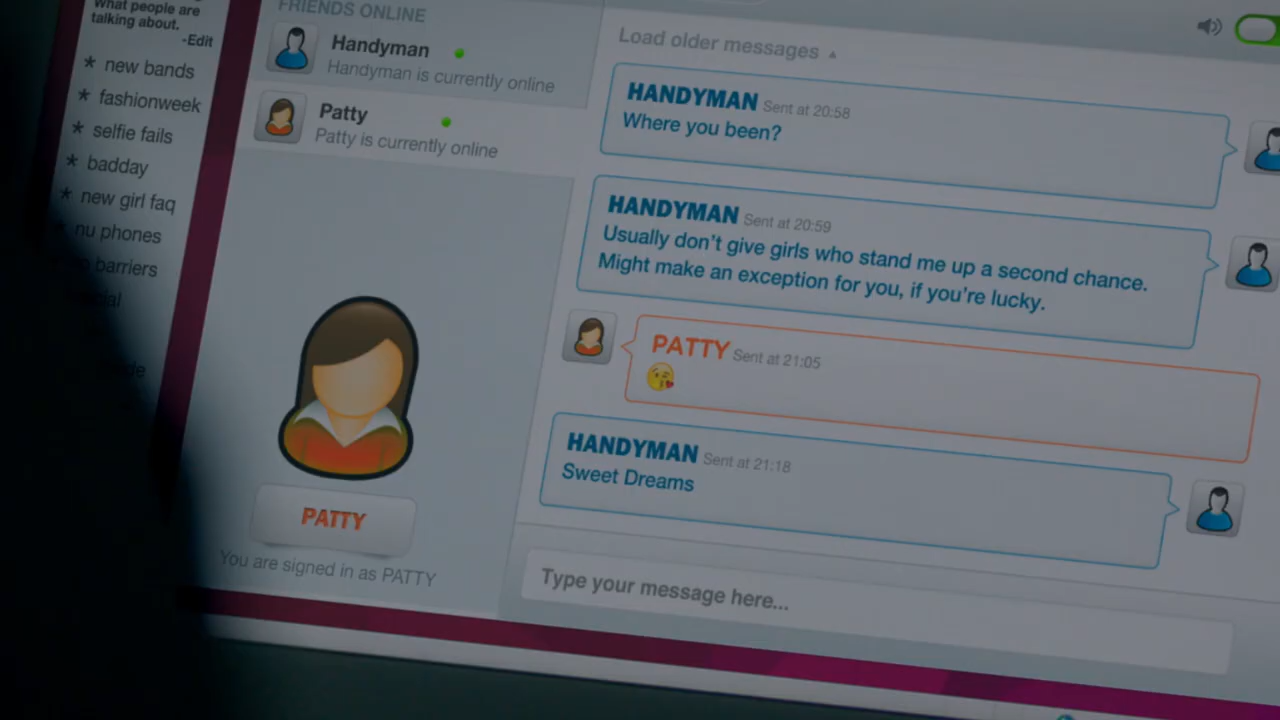 What people are
talking about.
-Edit
* new bands
* fashionweek
* selfie fails
* badday
* new girl faq
nu phones
barriers
FRIENDS ONLINE
Handyman
Handyman is currently online
Patty
Patty is currently online
PATTY
You are signed in as PATTY
Load older messages ▲
HANDYMAN Sent at 20:58
Where you been?
HANDYMAN Sent at 20:59
Usually don't give girls who stand me up a second chance.
Might make an exception for you, if you're lucky.
PATTY Sent at 21:05
😘
HANDYMAN Sent at 21:18
Sweet Dreams
Type your message here...